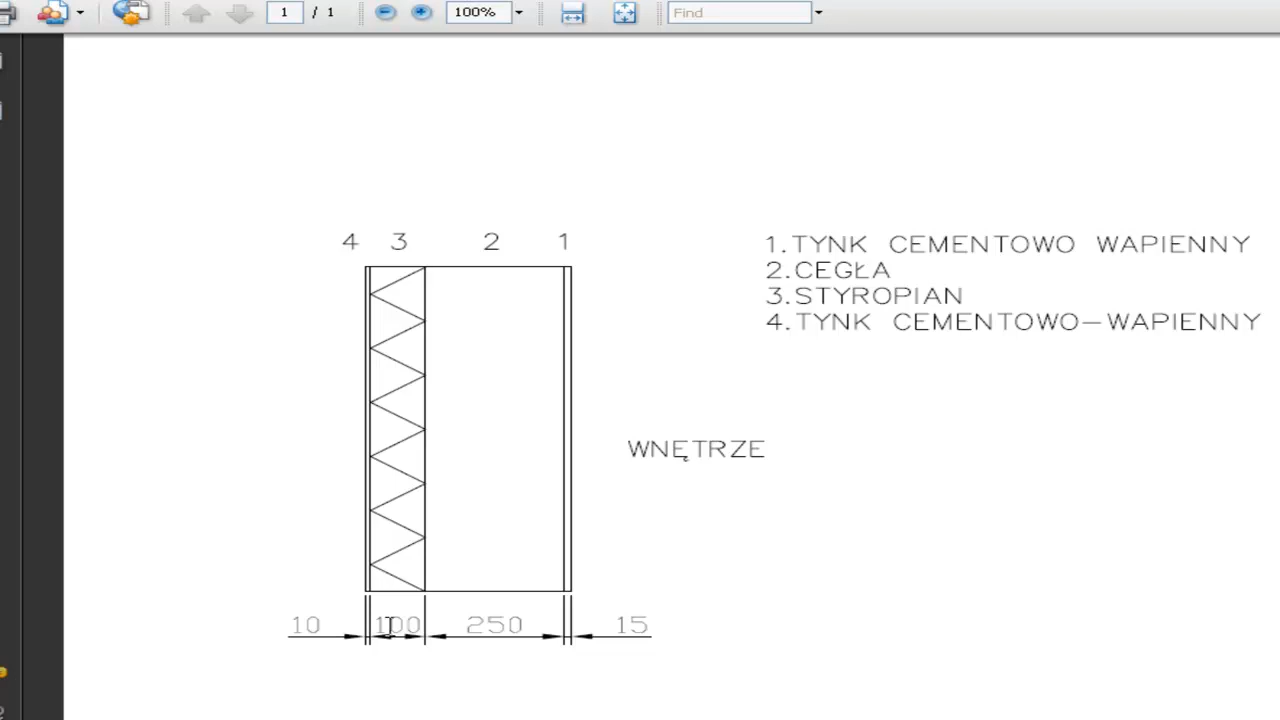 1 / 1 100% Find
4 3 2 1
1.TYNK CEMENTOWO WAPIENNY
2.CEGŁA
3.STYROPIAN
4.TYNK CEMENTOWO-WAPIENNY
WNĘTRZE
10 100 250 15